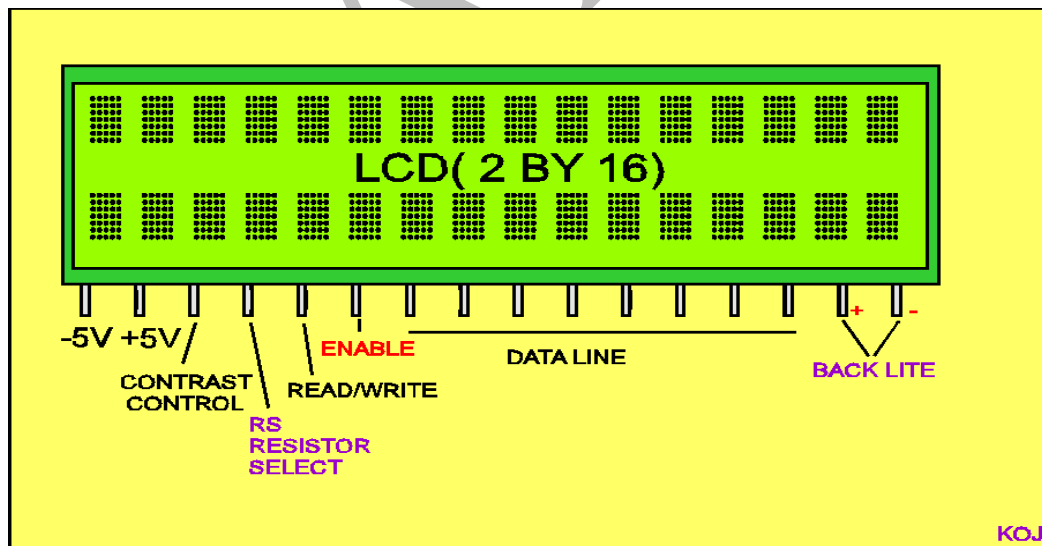 LCD( 2 BY 16)
-5V +5V
CONTRAST
CONTROL
RS
RESISTOR
SELECT
READ/WRITE
ENABLE
DATA LINE
+ -
BACK LITE
KOJ